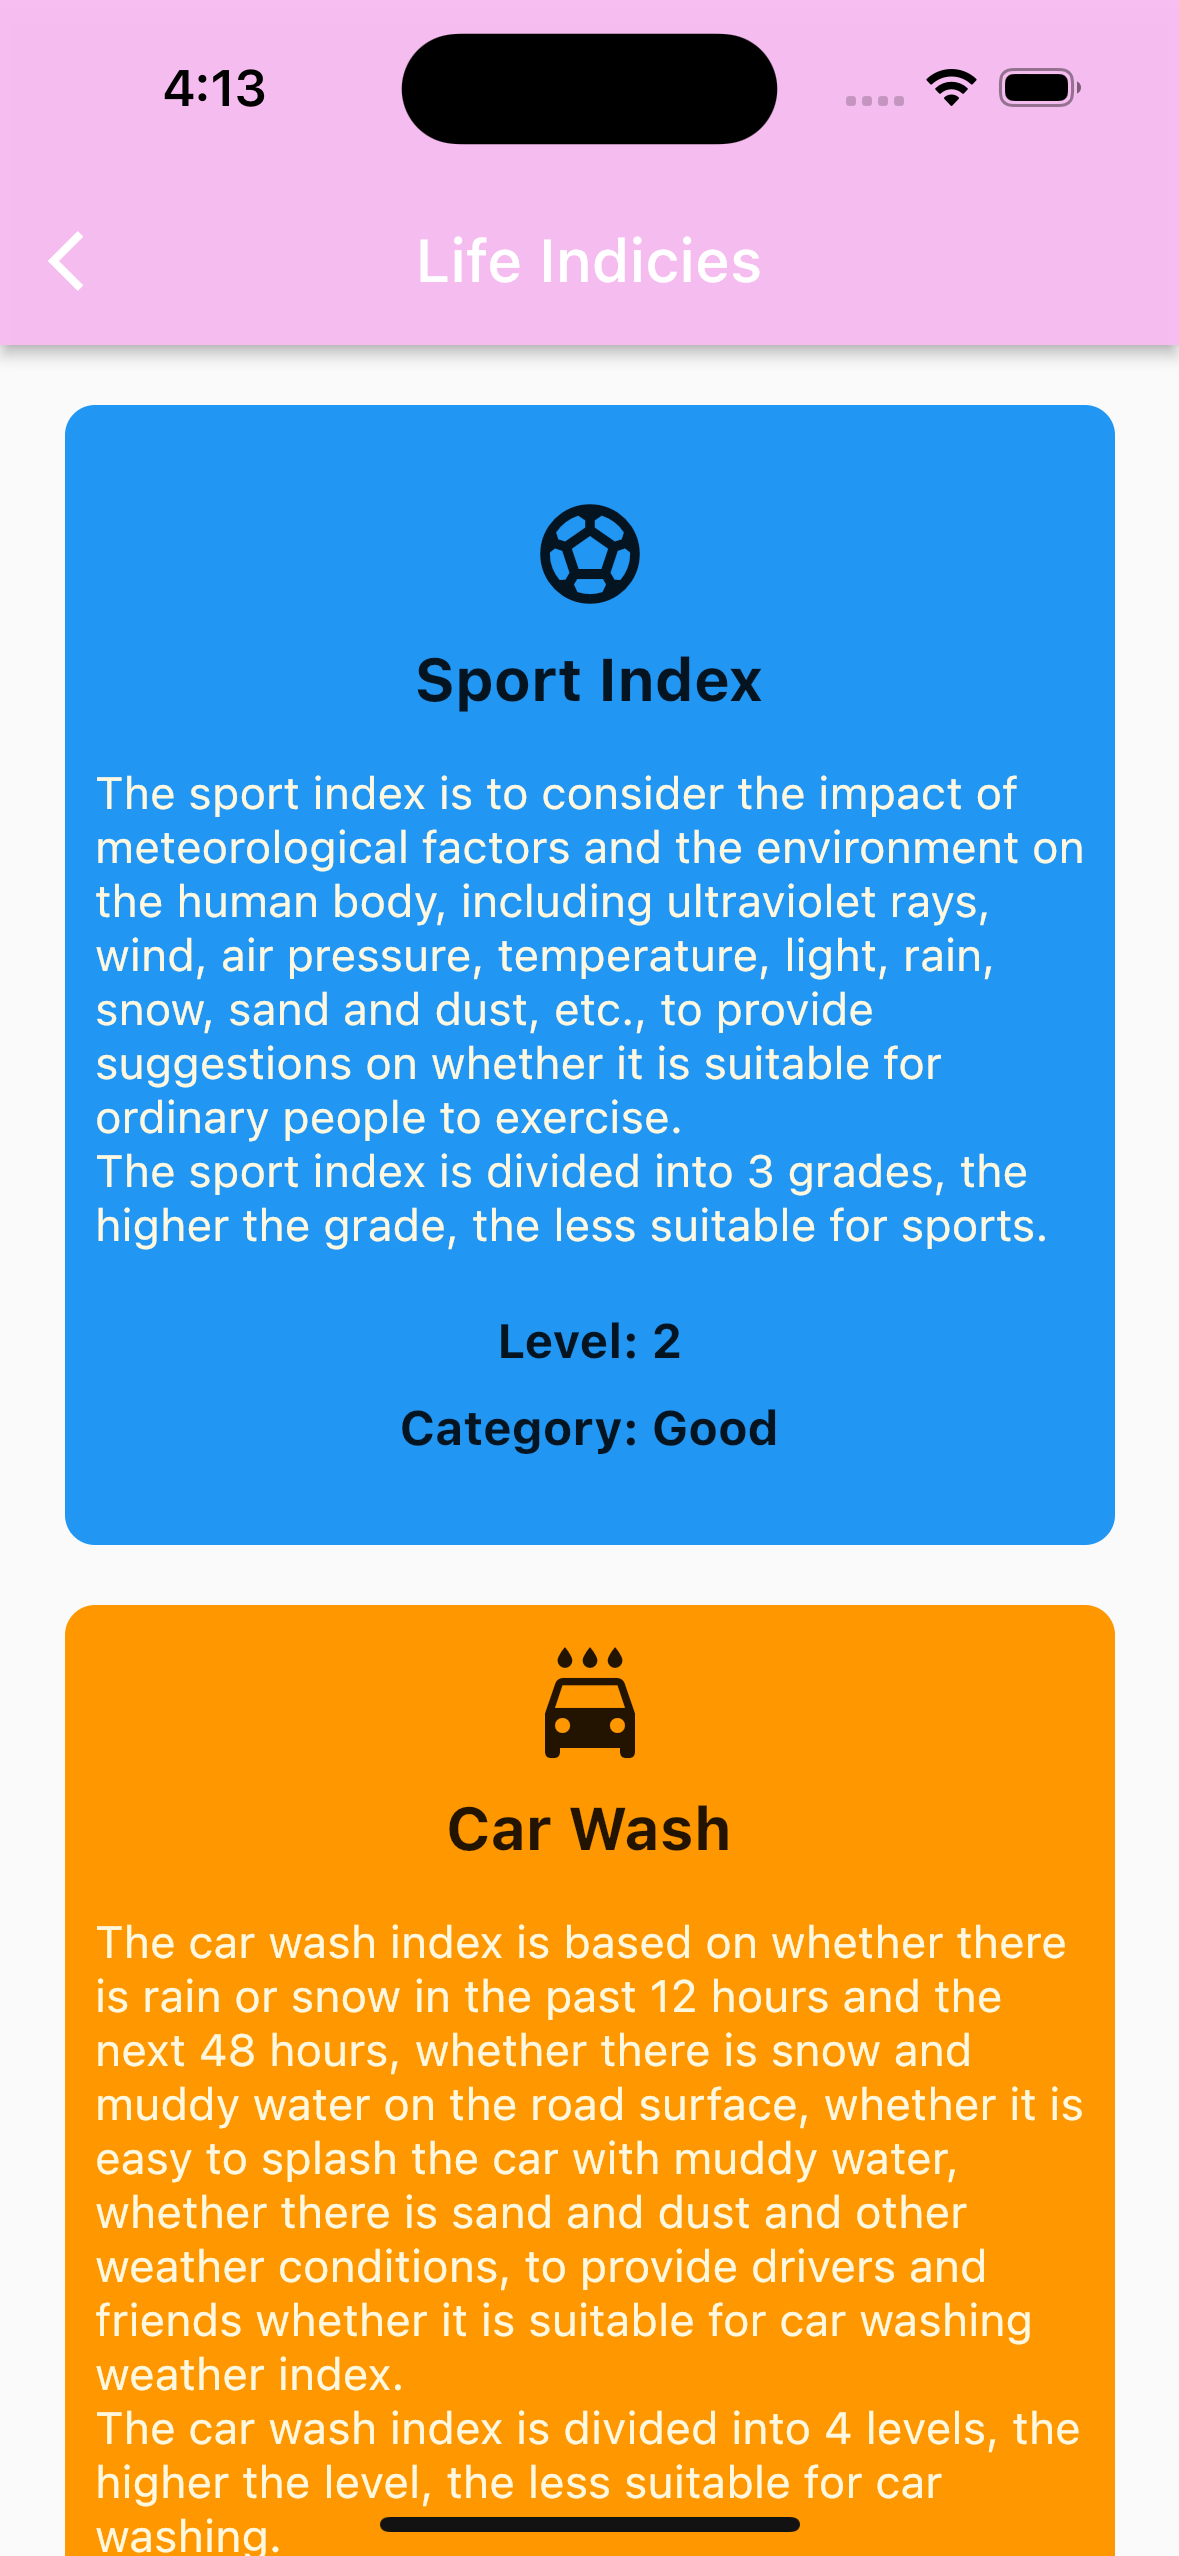 4:13
Life Indicies
Sport Index
The sport index is to consider the impact of
meteorological factors and the environment on
the human body, including ultraviolet rays,
wind, air pressure, temperature, light, rain,
snow, sand and dust, etc., to provide
suggestions on whether it is suitable for
ordinary people to exercise.
The sport index is divided into 3 grades, the
higher the grade, the less suitable for sports.
Level: 2
Category: Good
Car Wash
The car wash index is based on whether there
is rain or snow in the past 12 hours and the
next 48 hours, whether there is snow and
muddy water on the road surface, whether it is
easy to splash the car with muddy water,
whether there is sand and dust and other
weather conditions, to provide drivers and
friends whether it is suitable for car washing
weather index.
The car wash index is divided into 4 levels, the
higher the level, the less suitable for car
washing.